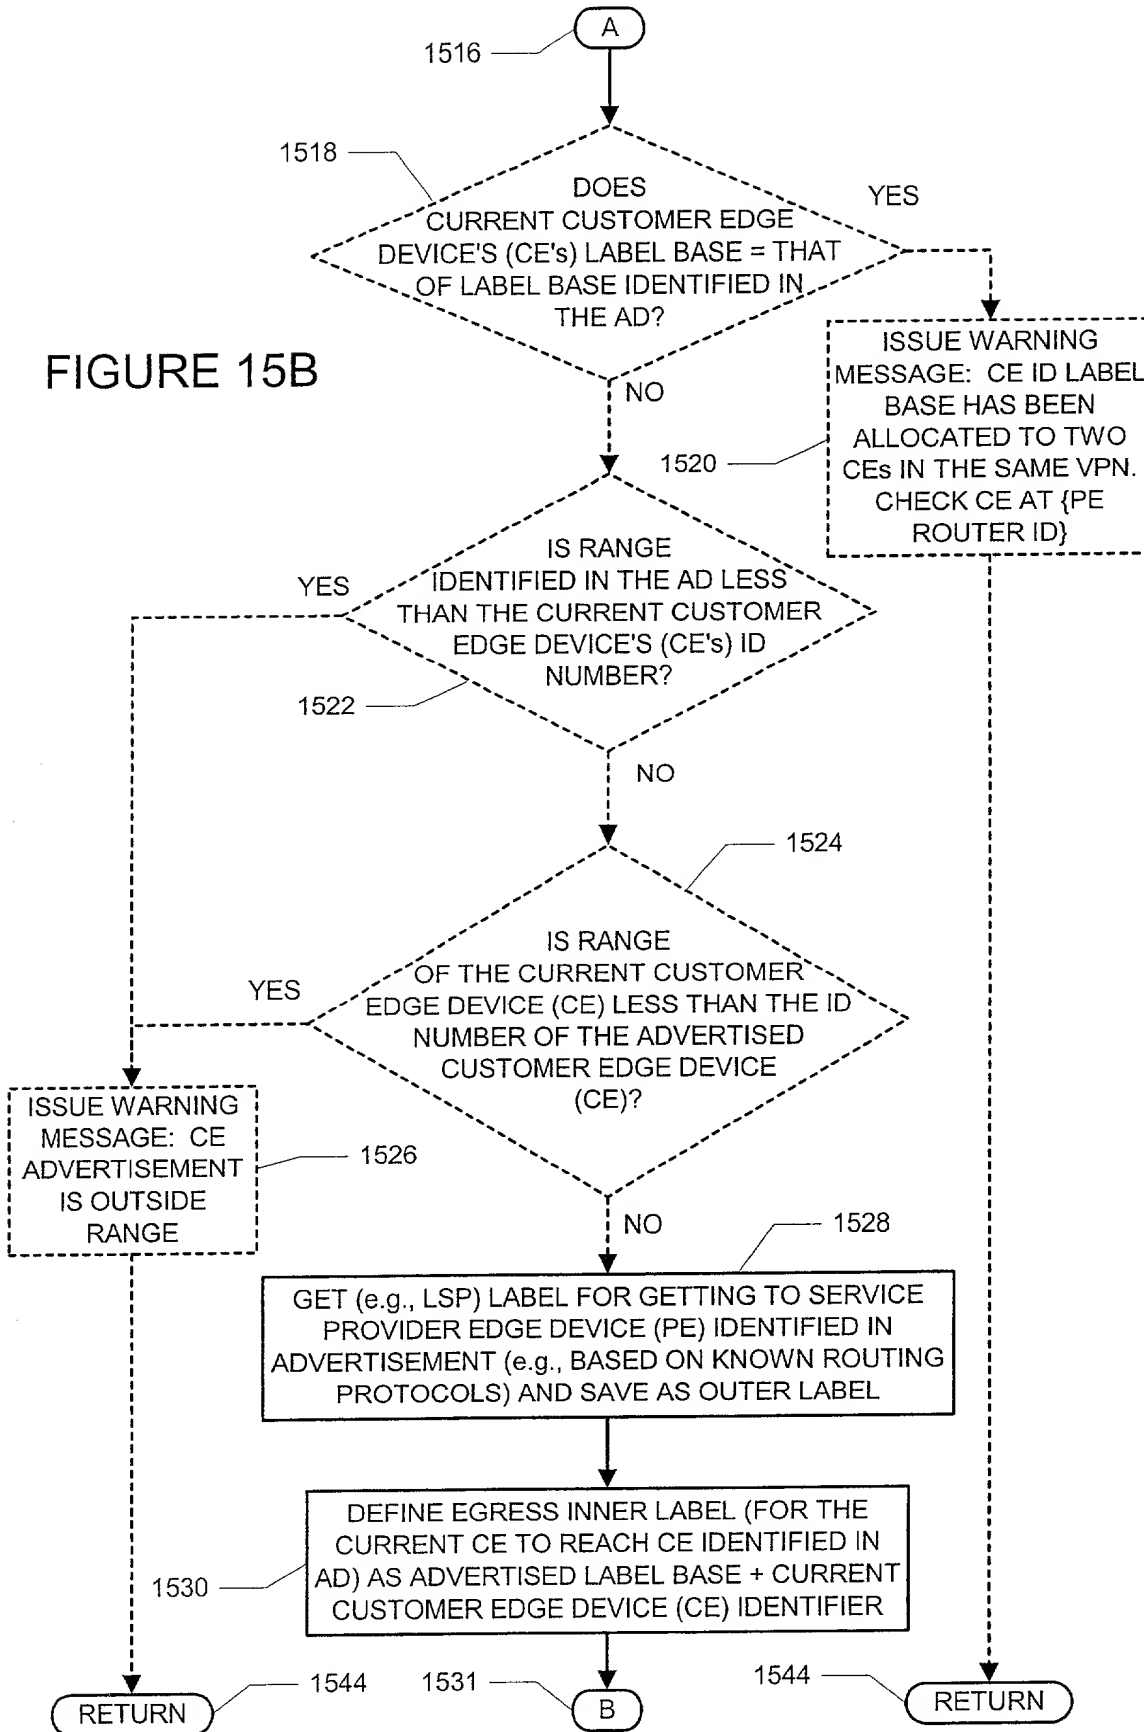 A
1516
1518
DOES
CURRENT CUSTOMER EDGE
DEVICE'S (CE's) LABEL BASE = THAT
OF LABEL BASE IDENTIFIED IN
THE AD?
YES
FIGURE 15B
NO
ISSUE WARNING
MESSAGE: CE ID LABEL
BASE HAS BEEN
ALLOCATED TO TWO
CEs IN THE SAME VPN.
CHECK CE AT {PE
ROUTER ID}
1520
IS RANGE
IDENTIFIED IN THE AD LESS
THAN THE CURRENT CUSTOMER
EDGE DEVICE'S (CE's) ID
NUMBER?
YES
1522
NO
1524
IS RANGE
OF THE CURRENT CUSTOMER
EDGE DEVICE (CE) LESS THAN THE ID
NUMBER OF THE ADVERTISED
CUSTOMER EDGE DEVICE
(CE)?
YES
ISSUE WARNING
MESSAGE: CE
ADVERTISEMENT
IS OUTSIDE
RANGE
1526
NO
1528
GET (e.g., LSP) LABEL FOR GETTING TO SERVICE
PROVIDER EDGE DEVICE (PE) IDENTIFIED IN
ADVERTISEMENT (e.g., BASED ON KNOWN ROUTING
PROTOCOLS) AND SAVE AS OUTER LABEL
DEFINE EGRESS INNER LABEL (FOR THE
CURRENT CE TO REACH CE IDENTIFIED IN
AD) AS ADVERTISED LABEL BASE + CURRENT
CUSTOMER EDGE DEVICE (CE) IDENTIFIER
1530
RETURN
1544
1531
B
1544
RETURN